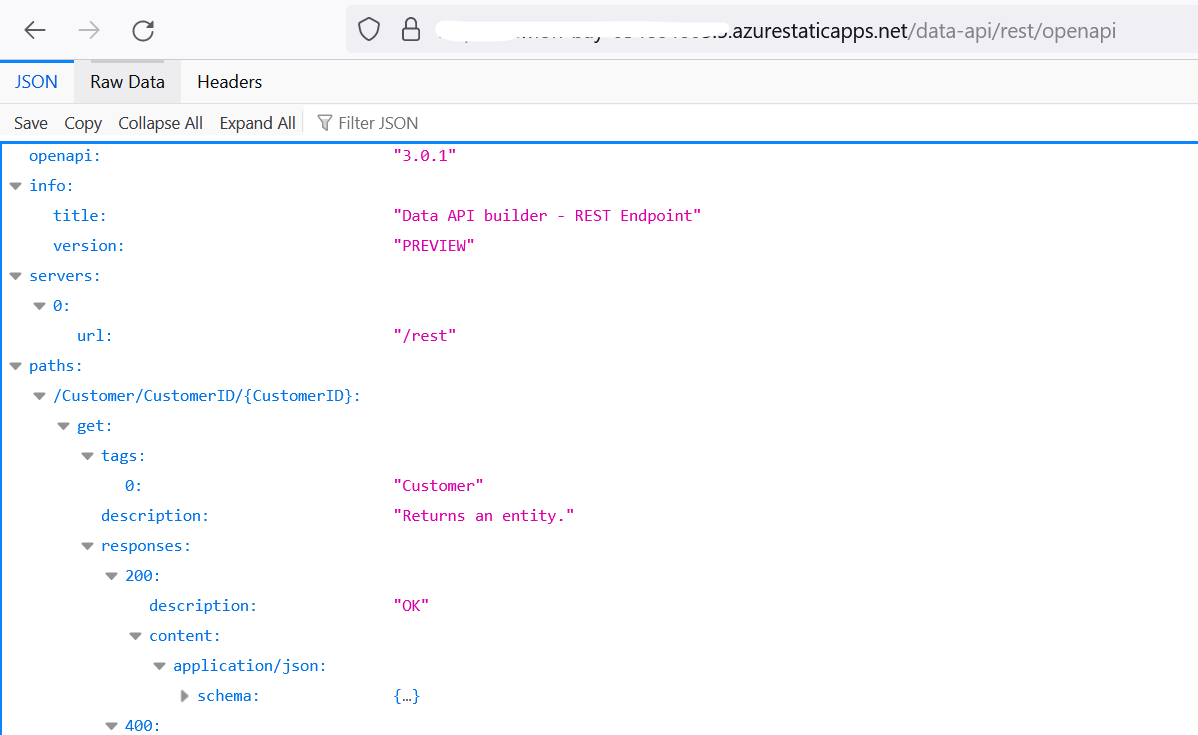 .azurestaticapps.net/data-api/rest/openapi
JSON Raw Data Headers
Save Copy Collapse All Expand All Filter JSON
openapi: "3.0.1"
info:
title: "Data API builder - REST Endpoint"
version: "PREVIEW"
servers:
0:
url: "/rest"
paths:
/Customer/CustomerID/{CustomerID}:
get:
tags:
0: "Customer"
description: "Returns an entity."
responses:
200:
description: "OK"
content:
application/json:
schema: {…}
400: